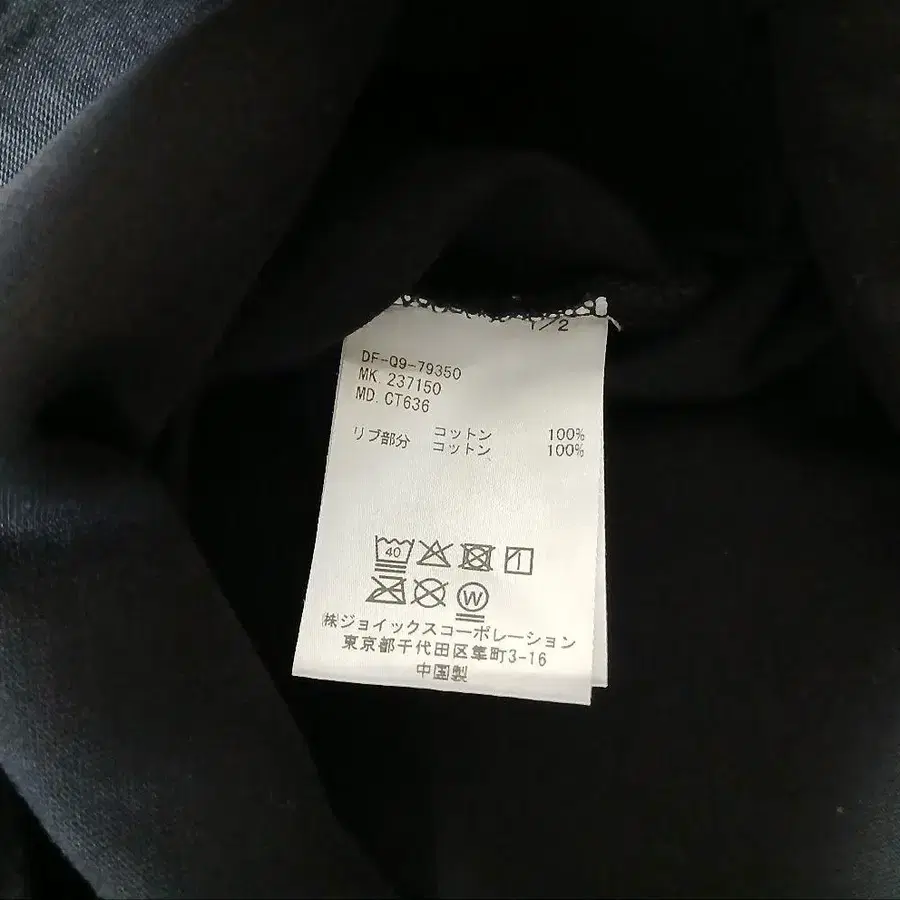 1/2
DF-Q9-79350
MK. 237150
MD. CT636
コットン 100%
リブ部分 コットン 100%
40
W
(株)ジョイックスコーポレーション
東京都千代田区隼町3-16
中国製